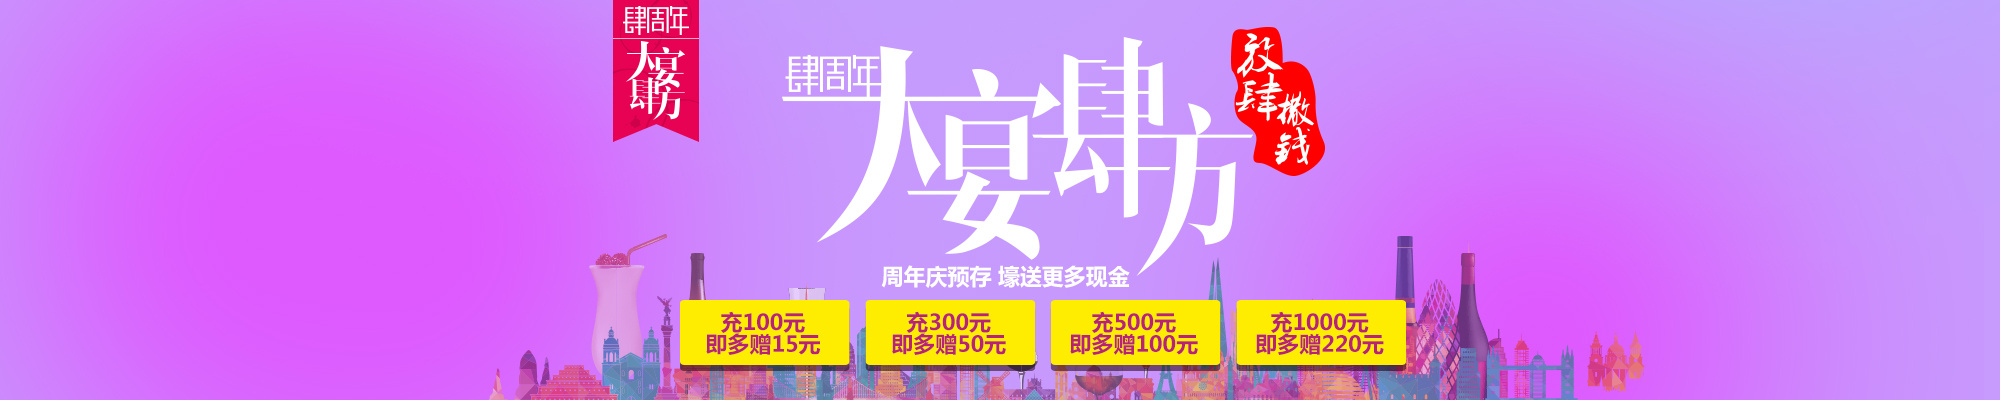 肆周年
大宴
肆方
肆周年
大宴肆方
放肆
撒钱
周年庆预存 壕送更多现金
充100元
即多赠15元
充300元
即多赠50元
充500元
即多赠100元
充1000元
即多赠220元